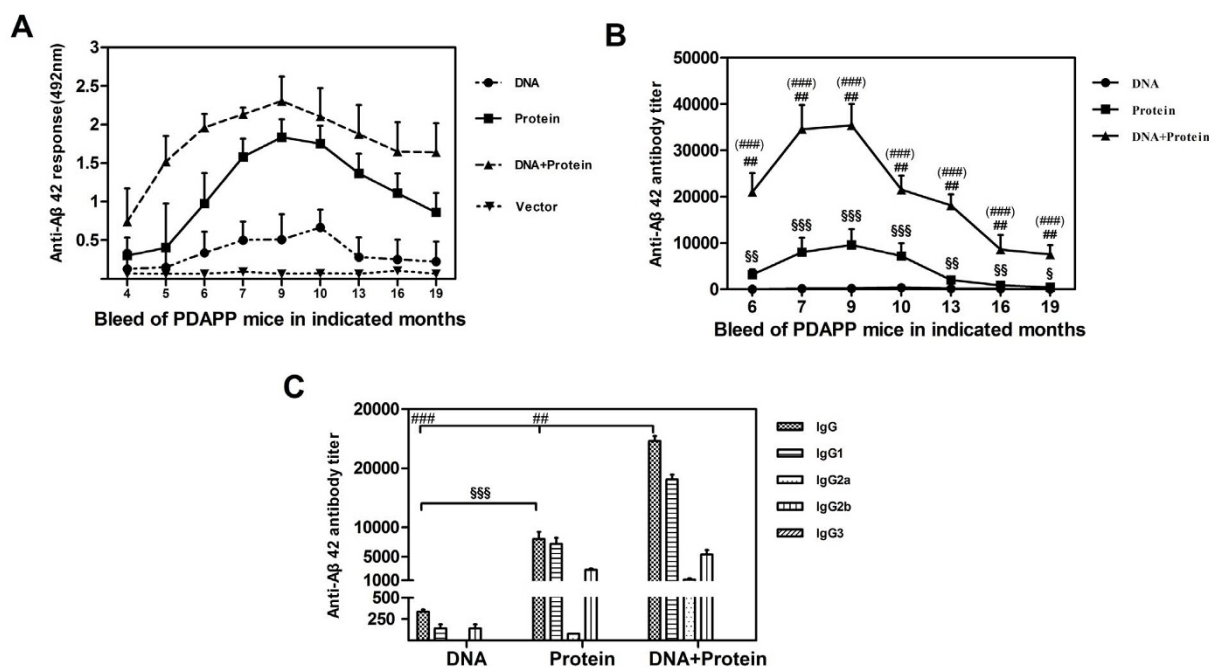 A
Anti-Aβ 42 response(492nm)
3
2.5
2
1.5
1
0.5
4 5 6 7 9 10 13 16 19
Bleed of PDAPP mice in indicated months
DNA
Protein
DNA+Protein
Vector
B
Anti-Aβ 42 antibody titer
50000
40000
30000
20000
10000
0
(###) (###) (###) (###) (###) (###) (###)
## ## ## ## ## ## ##
§§ §§§ §§§ §§§ §§ §§ §
6 7 9 10 13 16 19
Bleed of PDAPP mice in indicated months
DNA
Protein
DNA+Protein
C
Anti-Aβ 42 antibody titer
20000
20000
10000
5000
1000
500
250
### ##
§§§
DNA Protein DNA+Protein
IgG
IgG1
IgG2a
IgG2b
IgG3